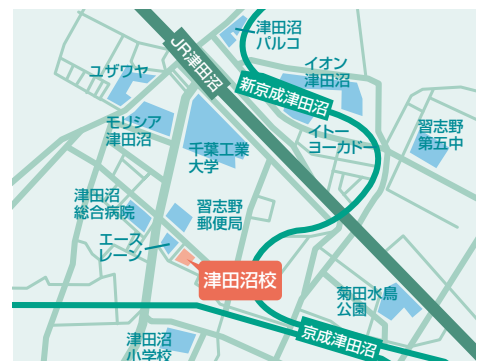 津田沼
パルコ
JR津田沼
イオン
津田沼
ユザワヤ
新京成津田沼
モリシア
津田沼
イトー
ヨーカドー
習志野
第五中
千葉工業
大学
津田沼
総合病院
習志野
郵便局
エース
レーン
津田沼校
菊田水鳥
公園
京成津田沼
津田沼
小学校